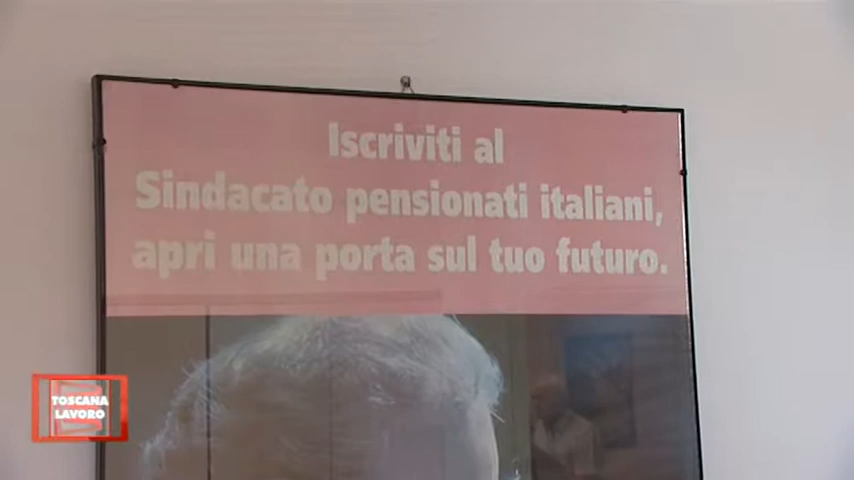 Iscriviti al
Sindacato pensionati italiani,
apri una porta sul tuo futuro.
TOSCANA
LAVORO